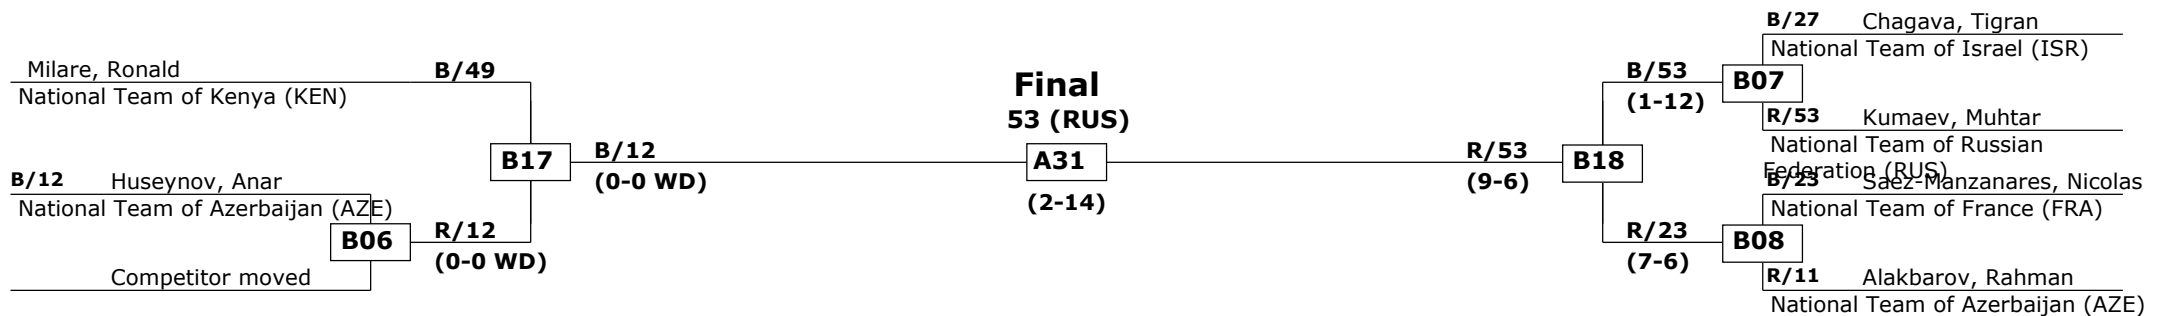 B/27 Chagava, Tigran
National Team of Israel (ISR)
Milare, Ronald
B/49
National Team of Kenya (KEN)
Final
53 (RUS)
B/53
(1-12)
B07
R/53 Kumaev, Muhtar
National Team of Russian
Federation (RUS)
B17
B/12
(0-0 WD)
A31
(2-14)
R/53
(9-6)
B18
B/12 Huseynov, Anar
National Team of Azerbaijan (AZE)
B/23 Saez-Manzanares, Nicolas
National Team of France (FRA)
B06
R/12
(0-0 WD)
R/23
(7-6)
B08
Competitor moved
R/11 Alakbarov, Rahman
National Team of Azerbaijan (AZE)